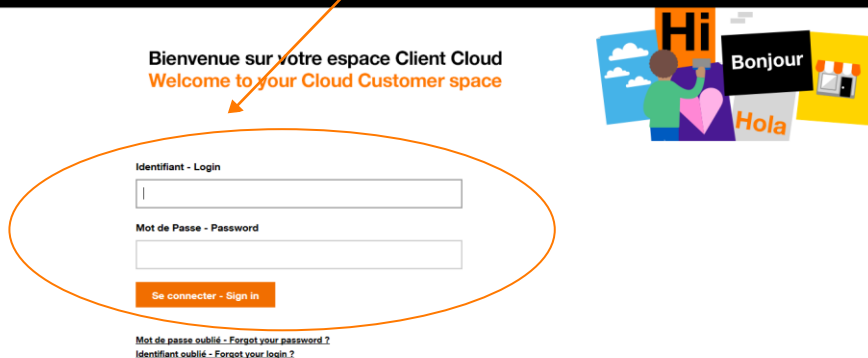 Bienvenue sur votre espace Client Cloud
Welcome to your Cloud Customer space
Hi
Bonjour
Hola
Identifiant - Login
Mot de Passe - Password
Se connecter - Sign in
Mot de passe oublié - Forgot your password ?
Identifiant oublié - Forgot your login ?